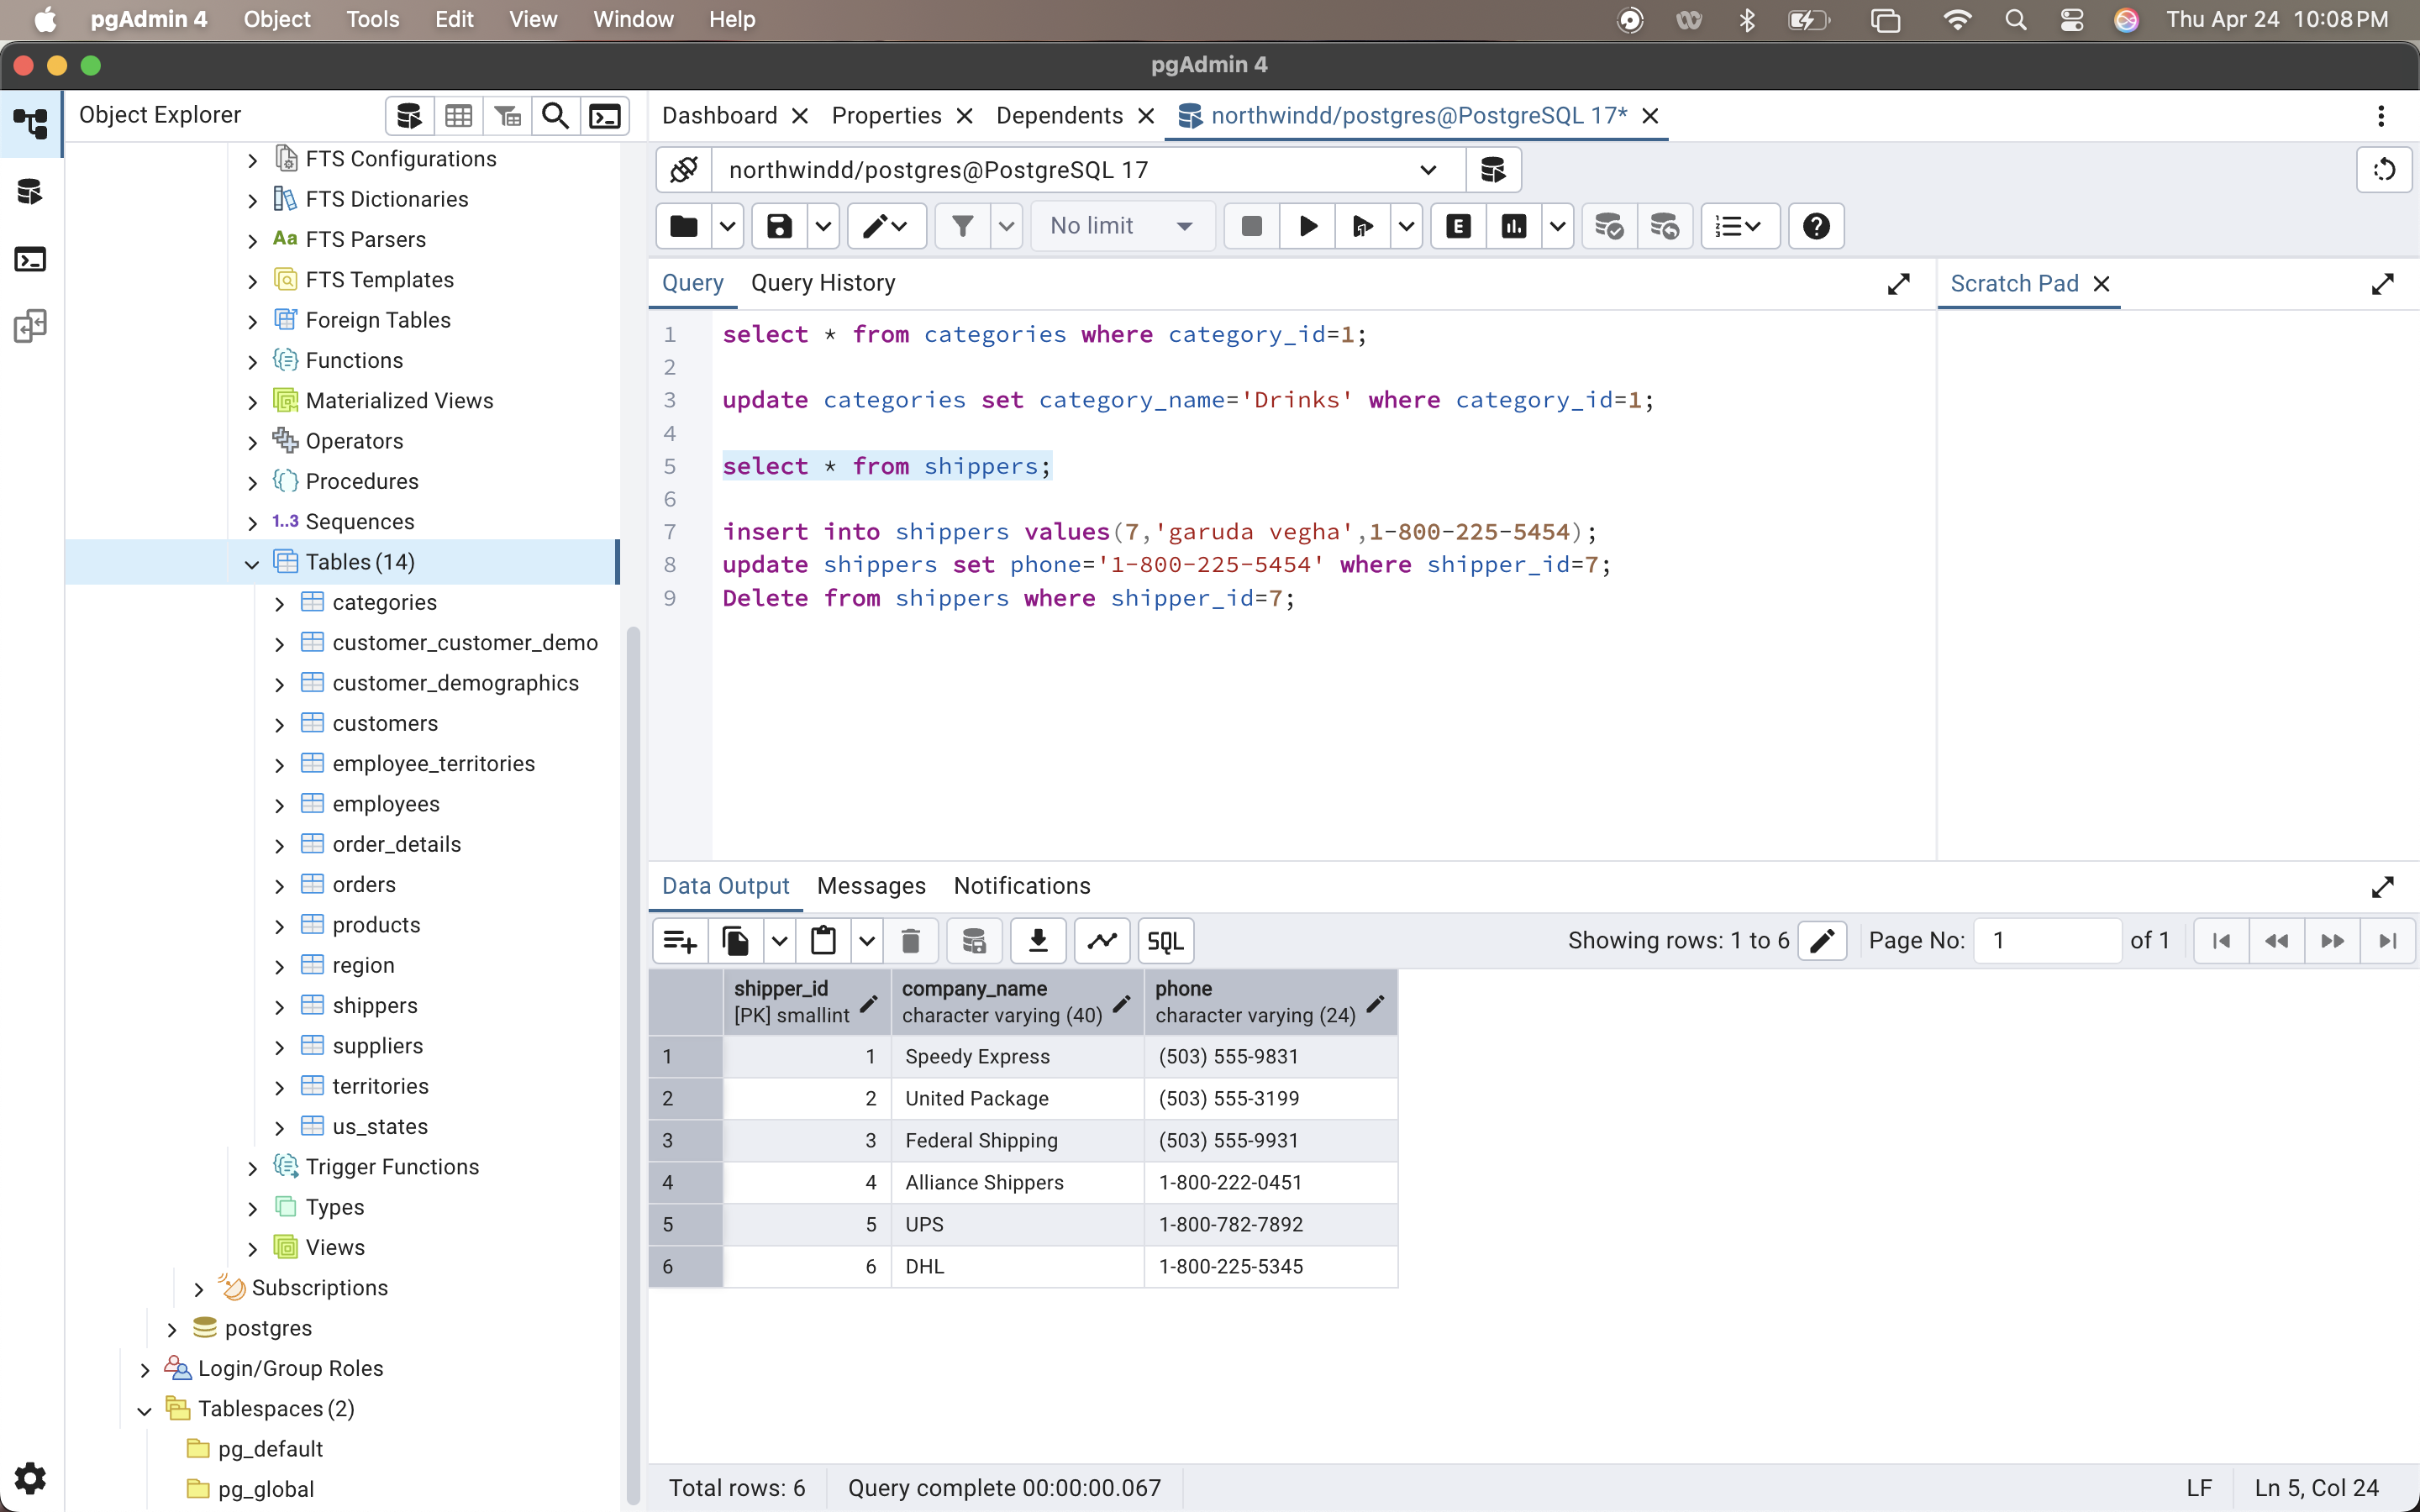 pgAdmin 4 Object Tools Edit View Window Help Thu Apr 24 10:08 PM
pgAdmin 4
Object Explorer
Dashboard Properties Dependents northwindd/postgres@PostgreSQL 17*
northwindd/postgres@PostgreSQL 17
No limit
E
Query Query History
Scratch Pad
FTS Configurations
FTS Dictionaries
Aa FTS Parsers
FTS Templates
Foreign Tables
Functions
Materialized Views
Operators
Procedures
1..3 Sequences
Tables (14)
categories
customer_customer_demo
customer_demographics
customers
employee_territories
employees
order_details
orders
products
region
shippers
suppliers
territories
us_states
Trigger Functions
Types
Views
Subscriptions
postgres
Login/Group Roles
Tablespaces (2)
pg_default
pg_global
1 select * from categories where category_id=1;
2
3 update categories set category_name='Drinks' where category_id=1;
4
5 select * from shippers;
6
7 insert into shippers values(7,'garuda vegha',1-800-225-5454);
8 update shippers set phone='1-800-225-5454' where shipper_id=7;
9 Delete from shippers where shipper_id=7;
Data Output Messages Notifications
SQL Showing rows: 1 to 6 Page No: 1 of 1
shipper_id company_name phone
[PK] smallint character varying (40) character varying (24)
1 1 Speedy Express (503) 555-9831
2 2 United Package (503) 555-3199
3 3 Federal Shipping (503) 555-9931
4 4 Alliance Shippers 1-800-222-0451
5 5 UPS 1-800-782-7892
6 6 DHL 1-800-225-5345
Total rows: 6 Query complete 00:00:00.067 LF Ln 5, Col 24